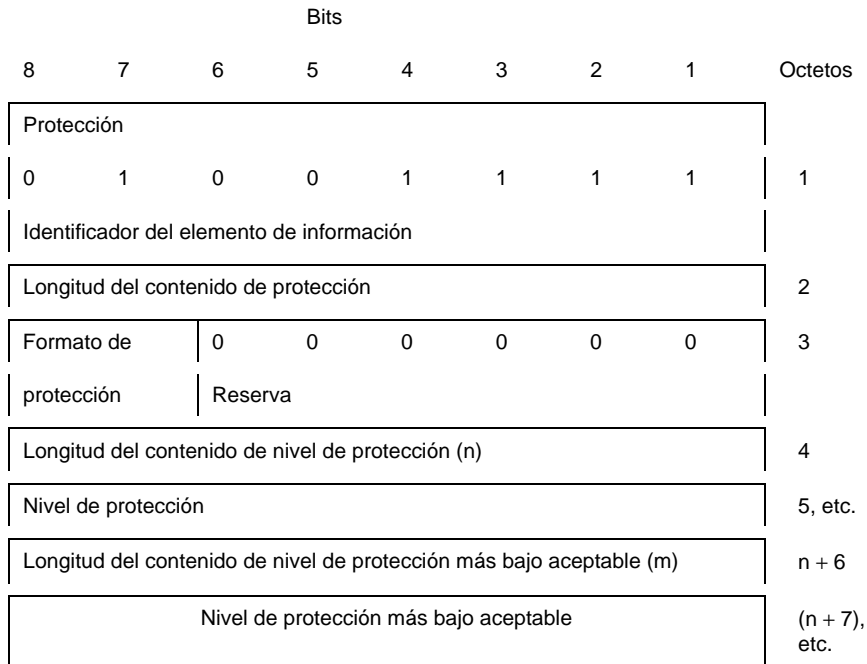 Bits
8 7 6 5 4 3 2 1 Octetos
Protección
0 1 0 0 1 1 1 1 1
Identificador del elemento de información
Longitud del contenido de protección 2
Formato de 0 0 0 0 0 0 3
protección Reserva
Longitud del contenido de nivel de protección (n) 4
Nivel de protección 5, etc.
Longitud del contenido de nivel de protección más bajo aceptable (m) n + 6
Nivel de protección más bajo aceptable (n + 7),
etc.